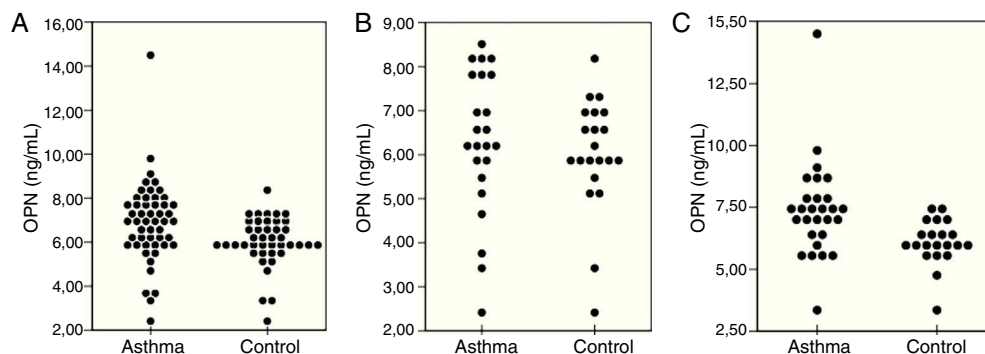 A
OPN (ng/mL)
16,00
14,00
12,00
10,00
8,00
6,00
4,00
2,00
Asthma Control
B
OPN (ng/mL)
9,00
8,00
7,00
6,00
5,00
4,00
3,00
2,00
Asthma Control
C
OPN (ng/mL)
15,50
12,50
10,00
7,50
5,00
2,50
Asthma Control